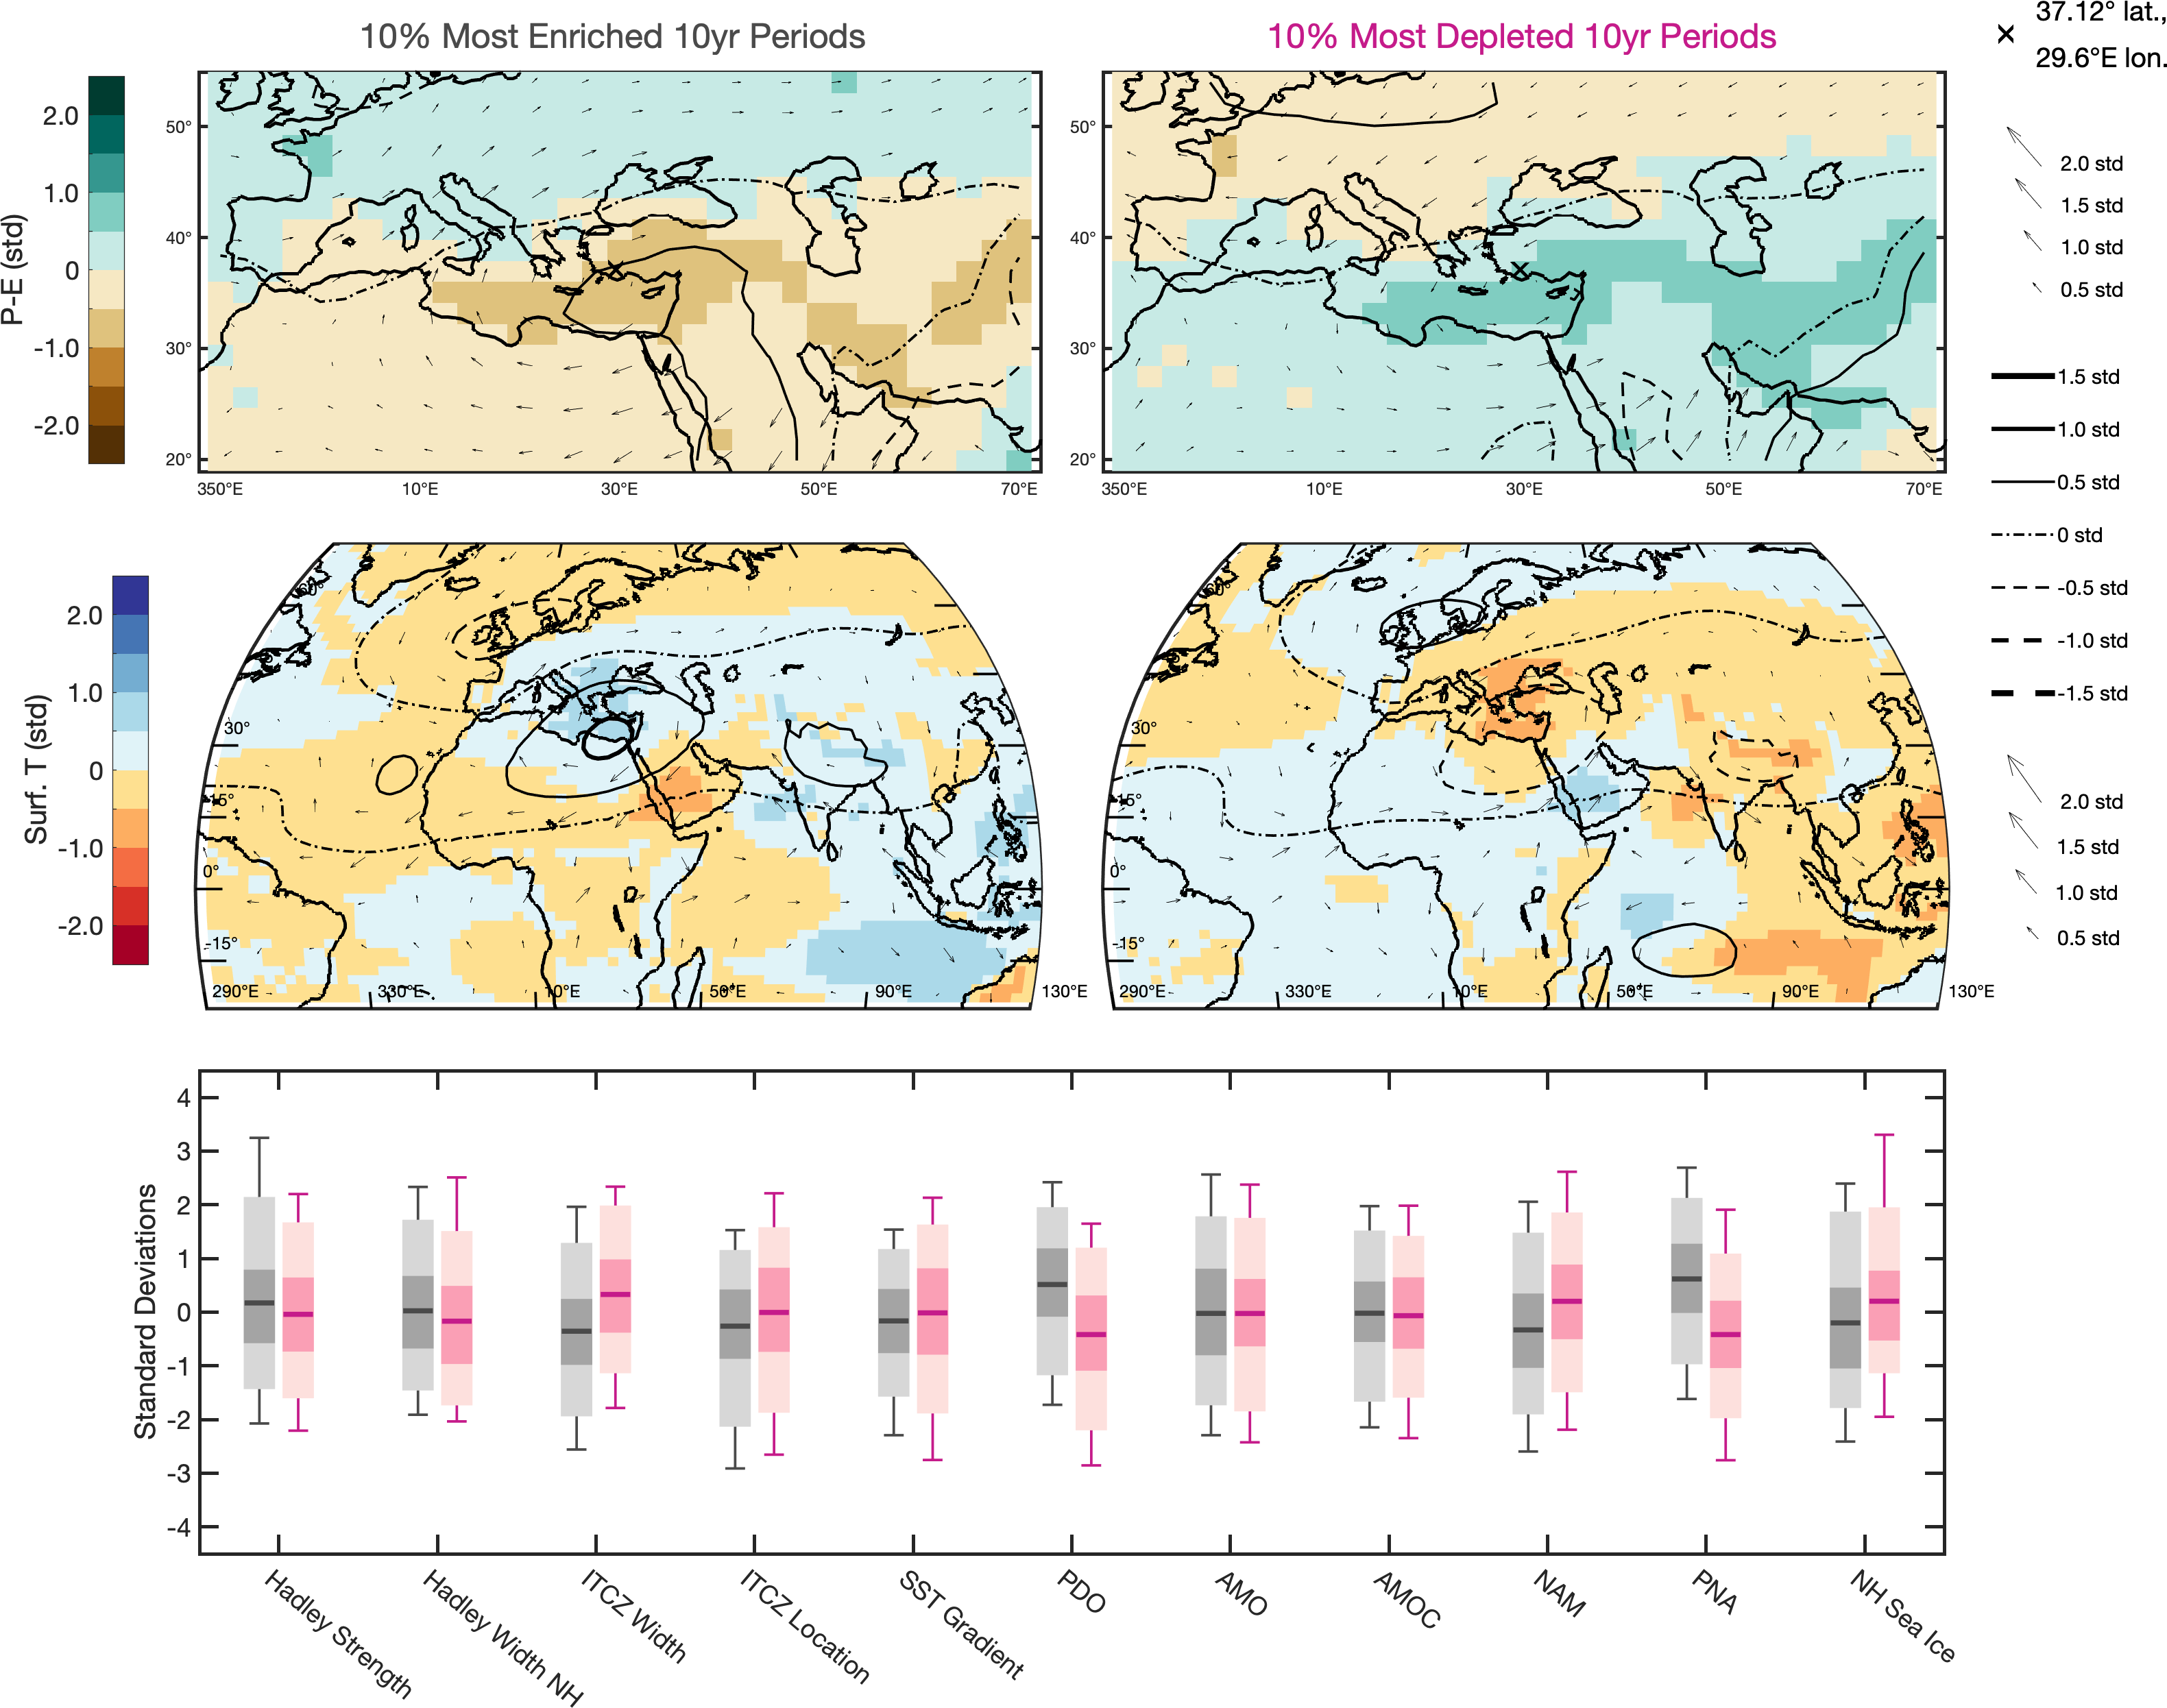 10% Most Enriched 10yr Periods
10% Most Depleted 10yr Periods
× 37.12° lat.,
29.6°E lon.
P-E (std)
2.0
1.0
0
-1.0
-2.0
50°
40°
30°
20°
350°E 10°E 30°E 50°E 70°E
50°
40°
30°
20°
350°E 10°E 30°E 50°E 70°E
2.0 std
1.5 std
1.0 std
0.5 std
1.5 std
1.0 std
0.5 std
0 std
-0.5 std
-1.0 std
-1.5 std
Surf. T (std)
2.0
1.0
0
-1.0
-2.0
60°
30°
15°
0°
-15°
290°E 330°E 10°E 50°E 90°E 130°E
60°
30°
15°
0°
-15°
290°E 330°E 10°E 50°E 90°E 130°E
2.0 std
1.5 std
1.0 std
0.5 std
Standard Deviations
4
3
2
1
0
-1
-2
-3
-4
Hadley Strength
Hadley Width NH
ITCZ Width
ITCZ Location
SST Gradient
PDO
AMO
AMOC
NAM
PNA
NH Sea Ice